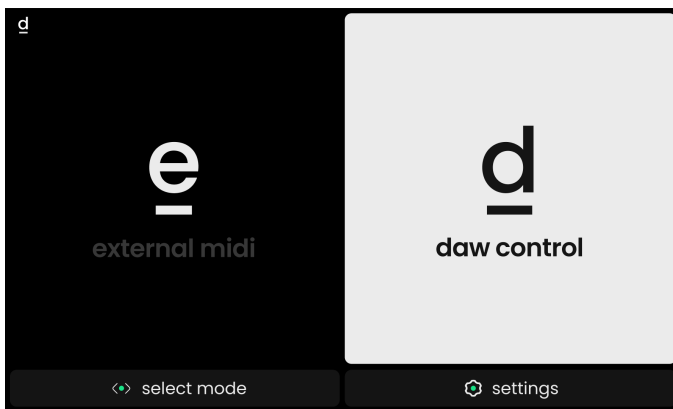 d
e
external midi
d
daw control
select mode
settings